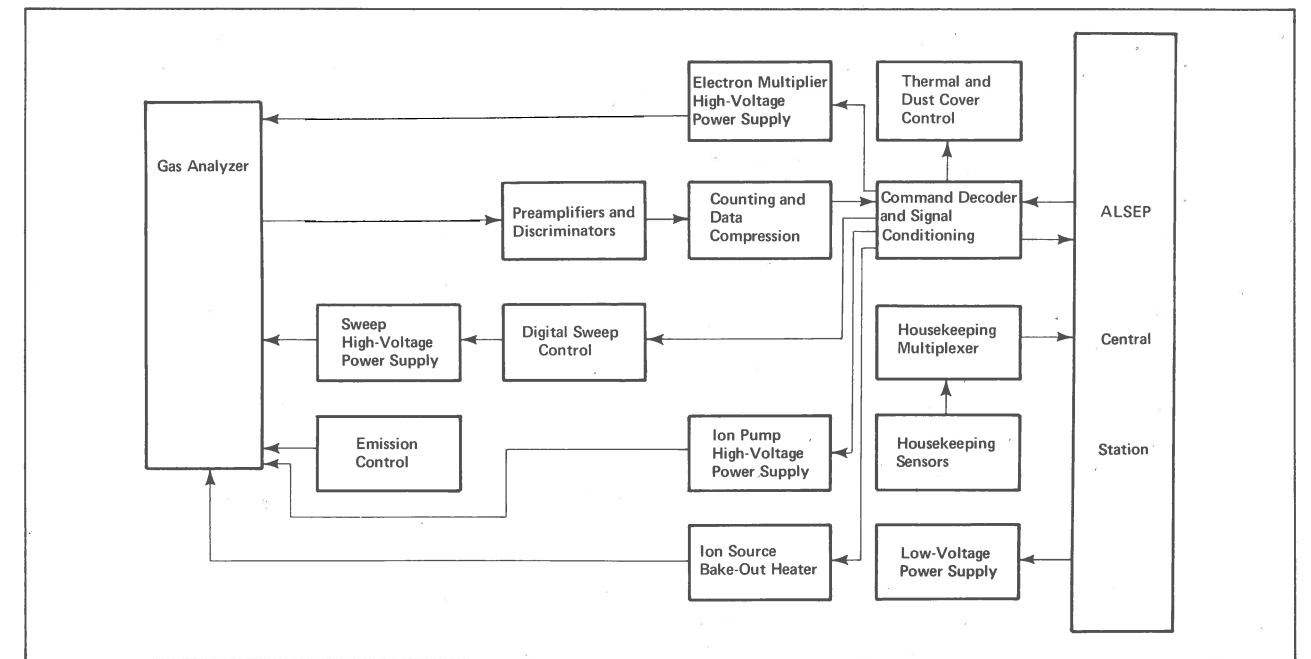 Electron Multiplier
High-Voltage
Power Supply
Thermal and
Dust Cover
Control
Gas Analyzer
Preamplifiers and
Discriminators
Counting and
Data
Compression
Command Decoder
and Signal
Conditioning
ALSEP
Sweep
High-Voltage
Power Supply
Digital Sweep
Control
Housekeeping
Multiplexer
Central
Emission
Control
Ion Pump
High-Voltage
Power Supply
Housekeeping
Sensors
Station
Ion Source
Bake-Out Heater
Low-Voltage
Power Supply